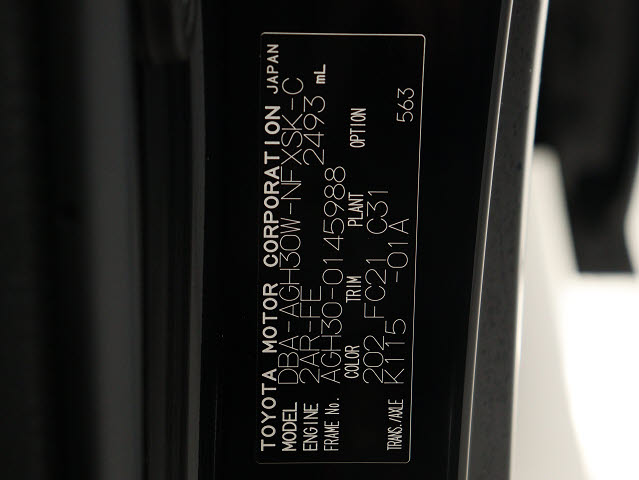 TOYOTA MOTOR CORPORATION JAPAN
MODEL DBA-AGH30W-NFXSK-C
ENGINE 2AR-FE 2493 mL
FRAME No. AGH30-0145988
COLOR TRIM PLANT OPTION
202 FC21 C31
TRANS./AXLE K115 -01A 563